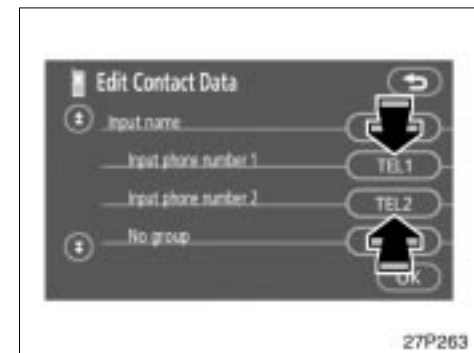 Edit Contact Data
Input name
Input phone number 1 TEL1
Input phone number 2 TEL2
No group
OK
27P263